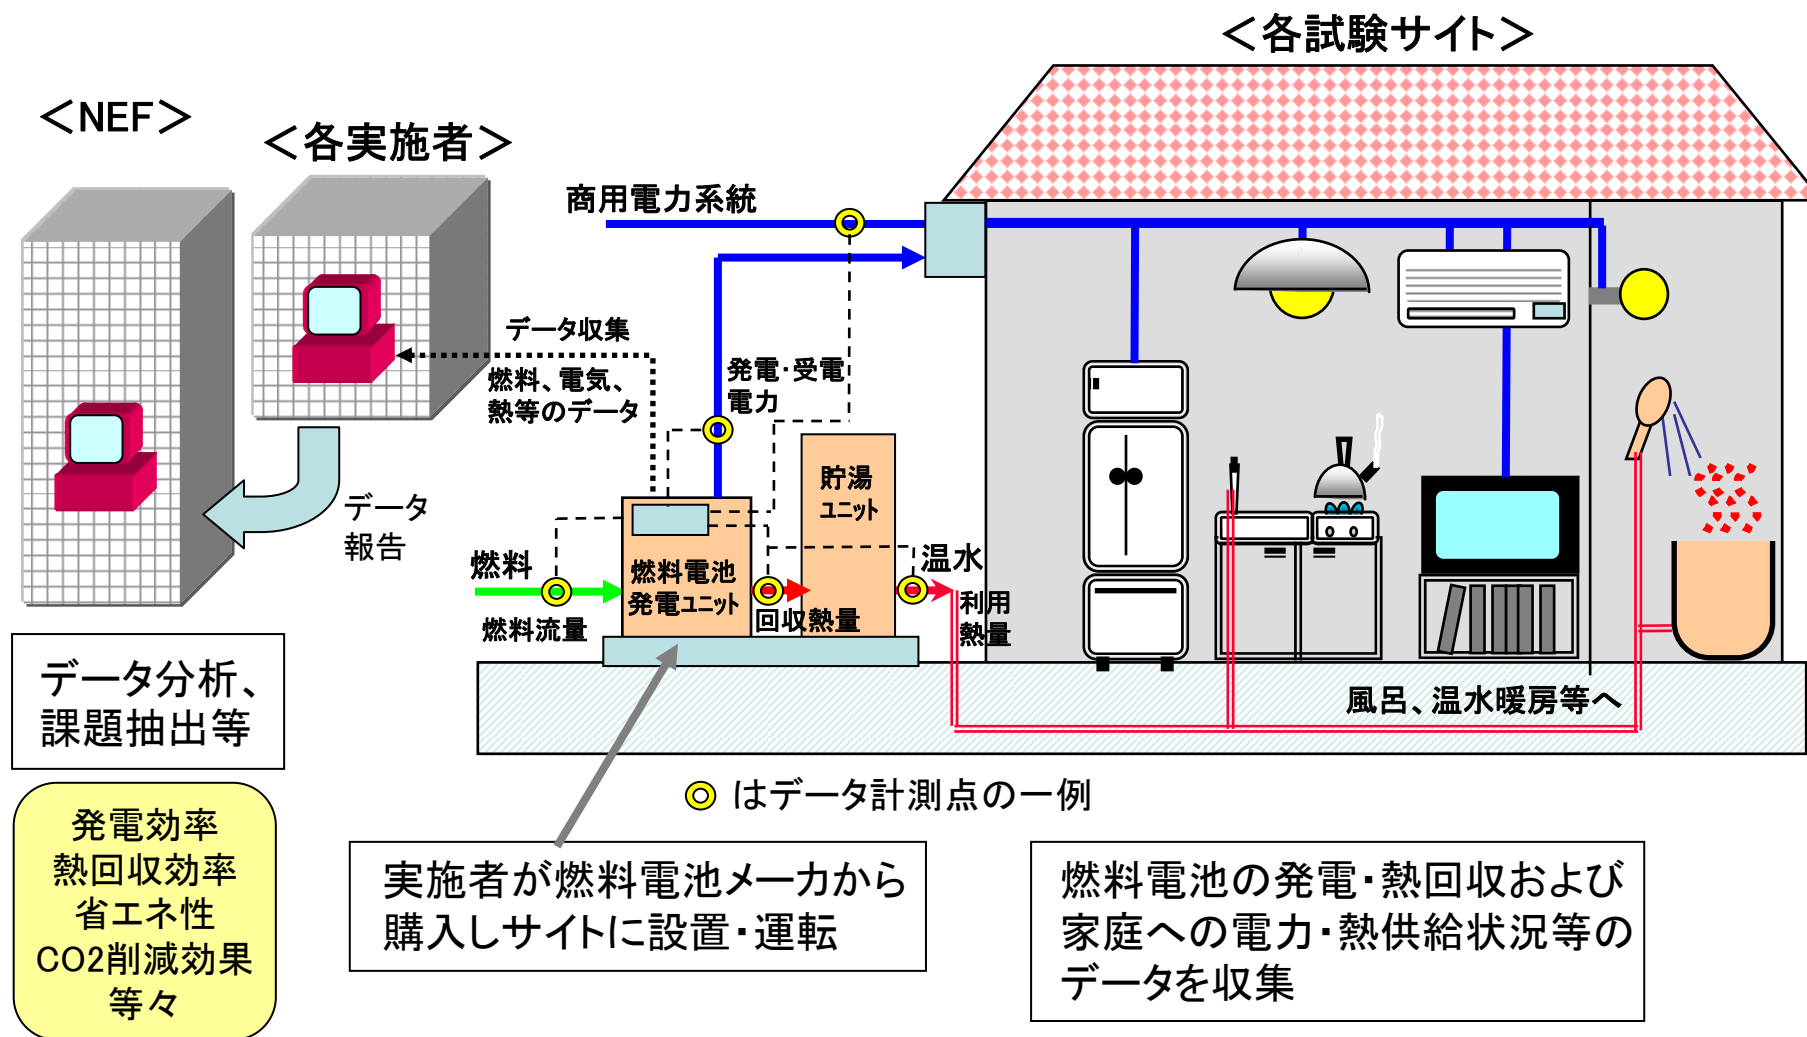 ＜各試験サイト＞
＜NEF＞
＜各実施者＞
商用電力系統
データ収集
燃料、電気、
熱等のデータ
発電・受電
電力
データ
報告
貯湯
ユニット
燃料
燃料電池
発電ユニット
温水
燃料流量
回収熱量
利用
熱量
風呂、温水暖房等へ
データ分析、
課題抽出等
はデータ計測点の一例
発電効率
熱回収効率
省エネ性
CO2削減効果
等々
実施者が燃料電池メーカから
購入しサイトに設置・運転
燃料電池の発電・熱回収および
家庭への電力・熱供給状況等の
データを収集